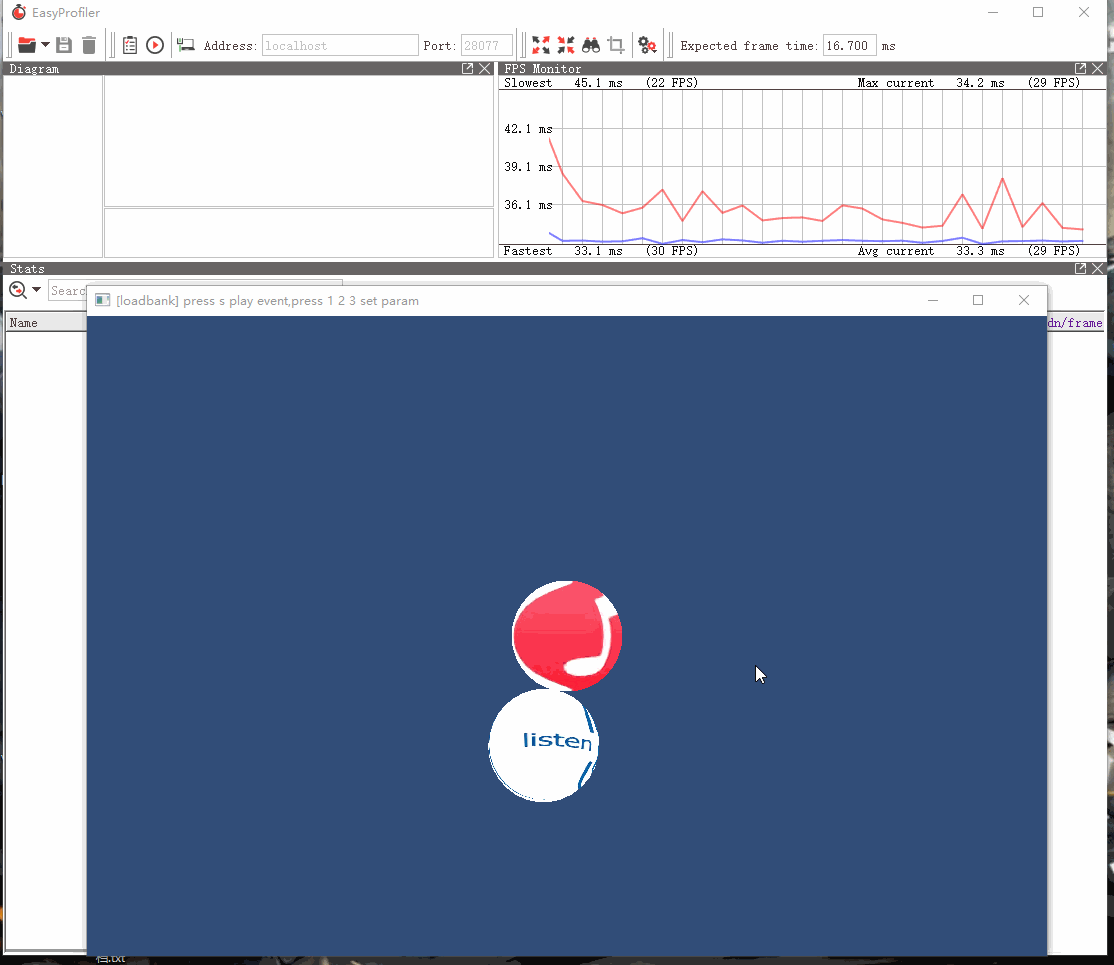 EasyProfiler
Address: localhost Port: 28077 Expected frame time: 16.700 ms
Diagram
FPS Monitor
Slowest 45.1 ms (22 FPS) Max current 34.2 ms (29 FPS)
42.1 ms
39.1 ms
36.1 ms
Fastest 33.1 ms (30 FPS) Avg current 33.3 ms (29 FPS)
Stats
[loadbank] press s play event,press 1 2 3 set param
Name
dn/frame
listen
档.txt